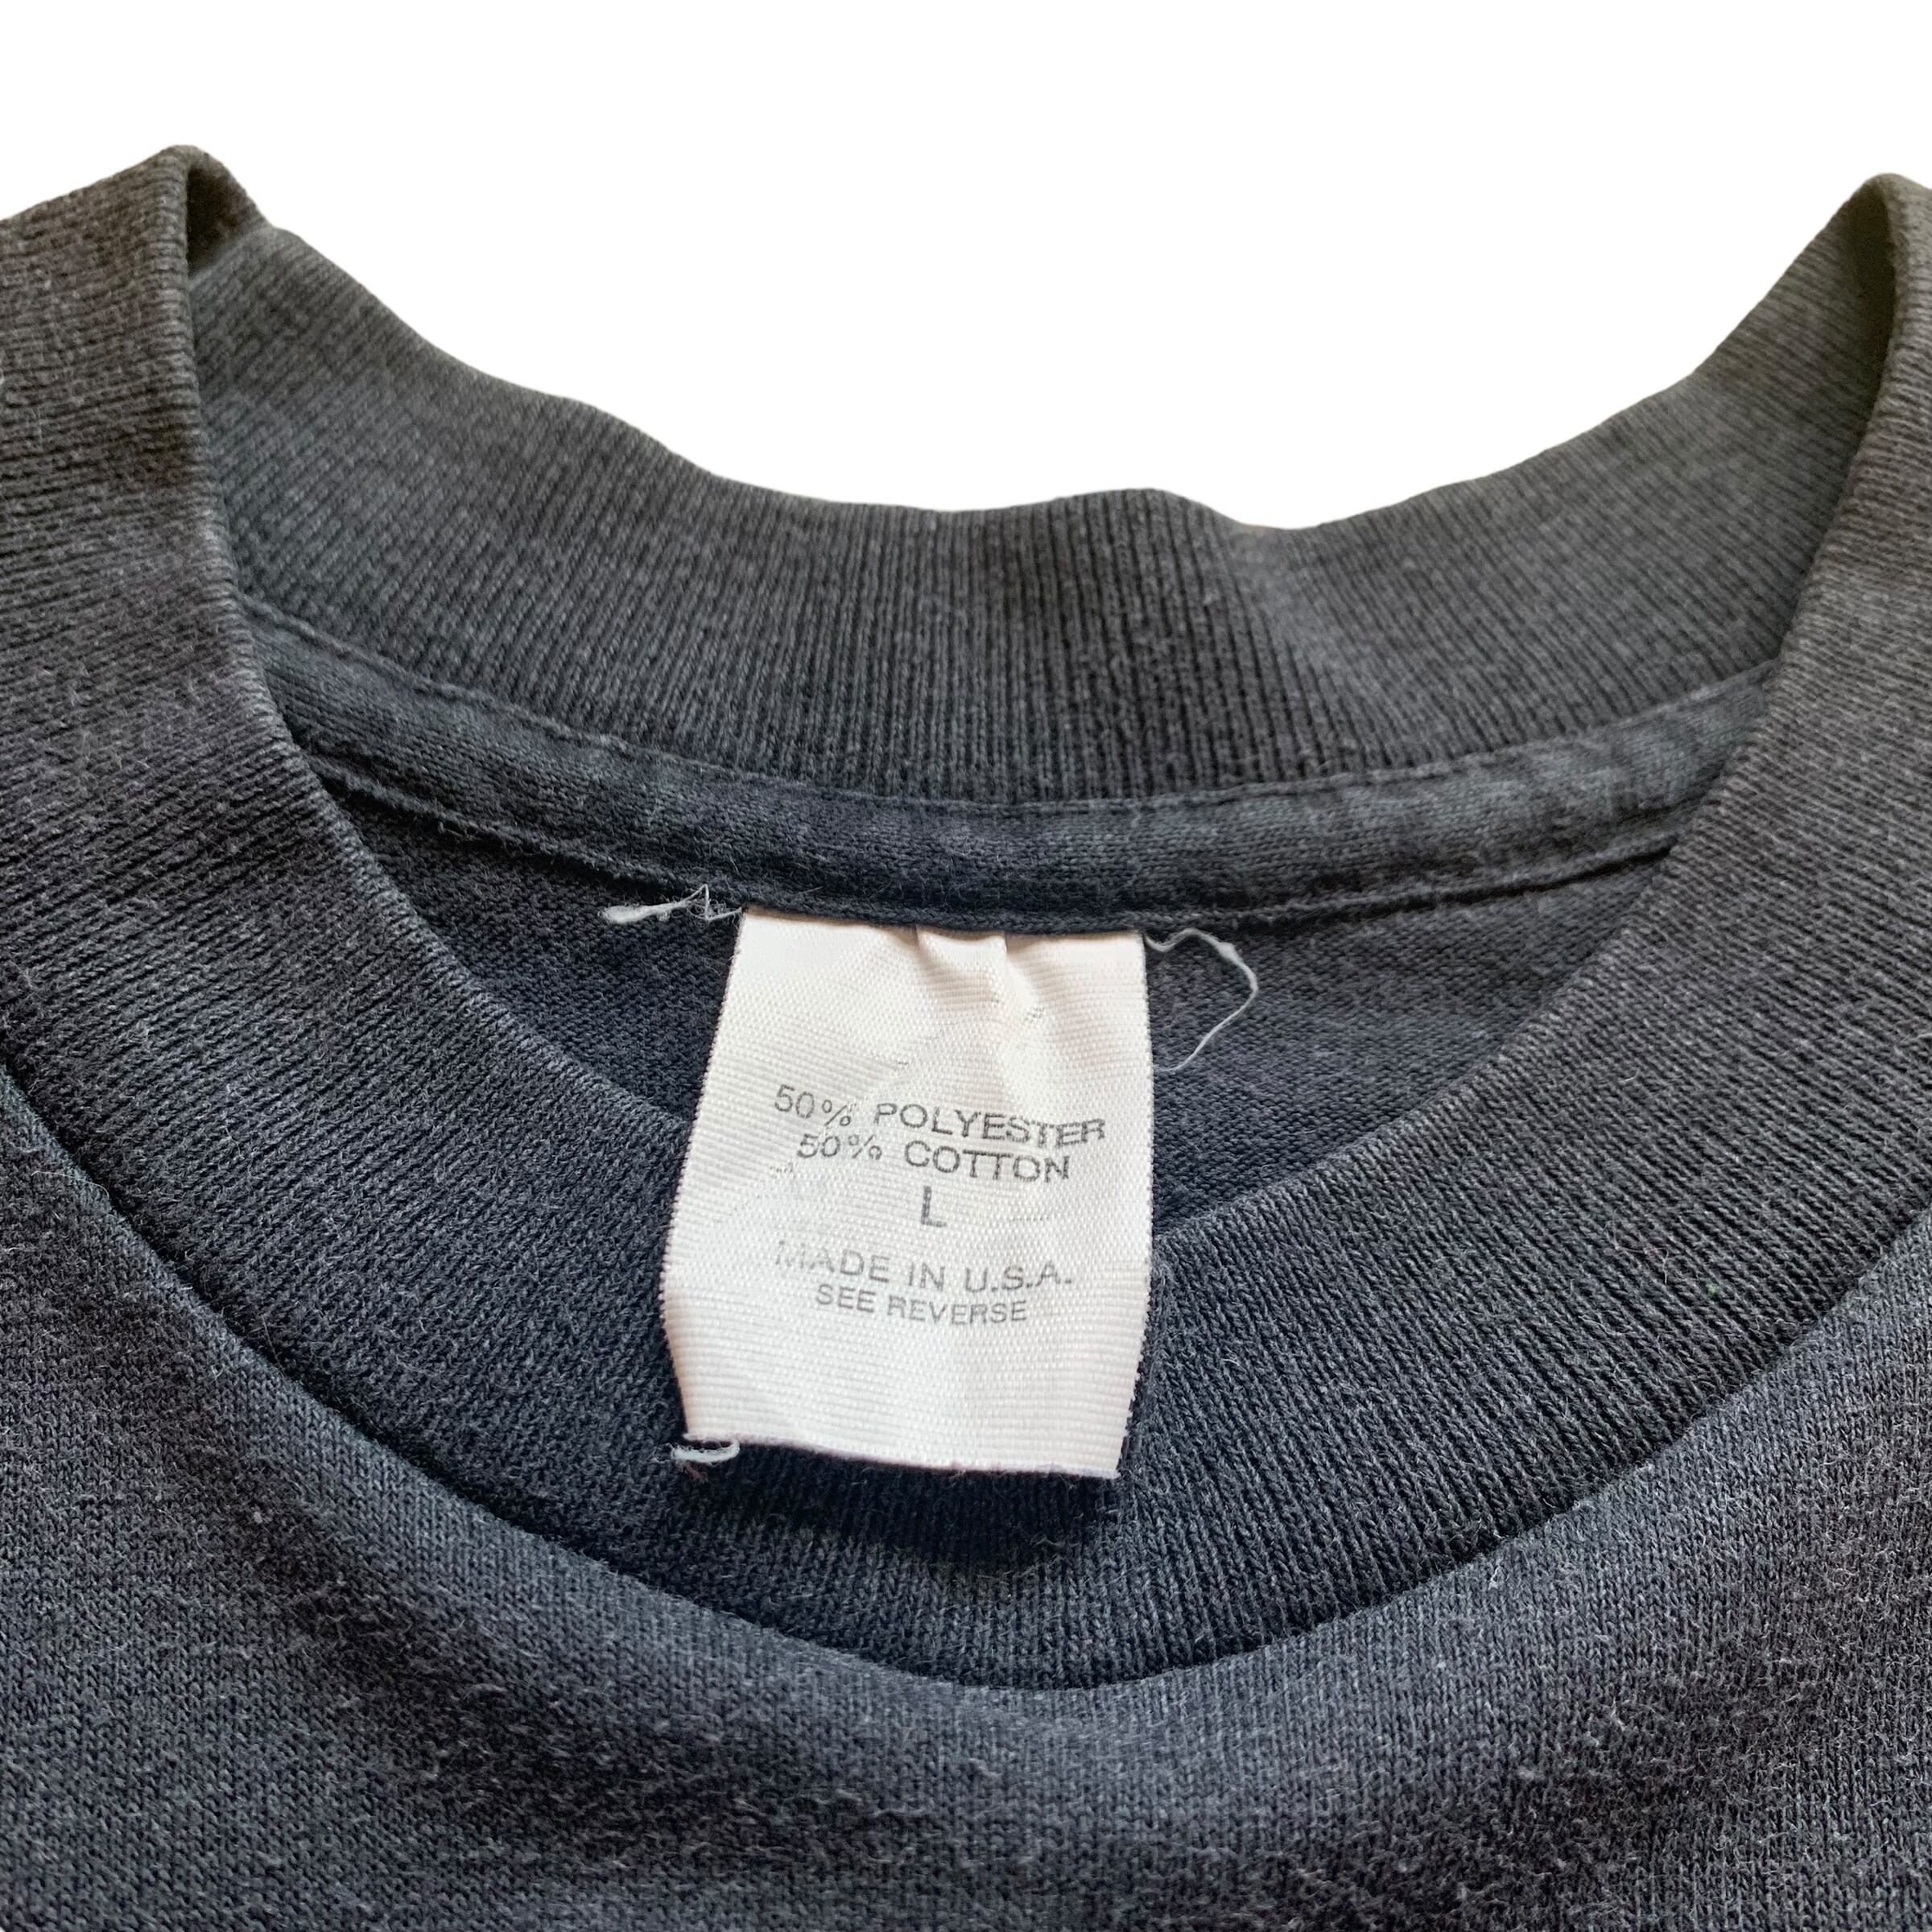 50% POLYESTER
50% COTTON
L
MADE IN U.S.A.
SEE REVERSE